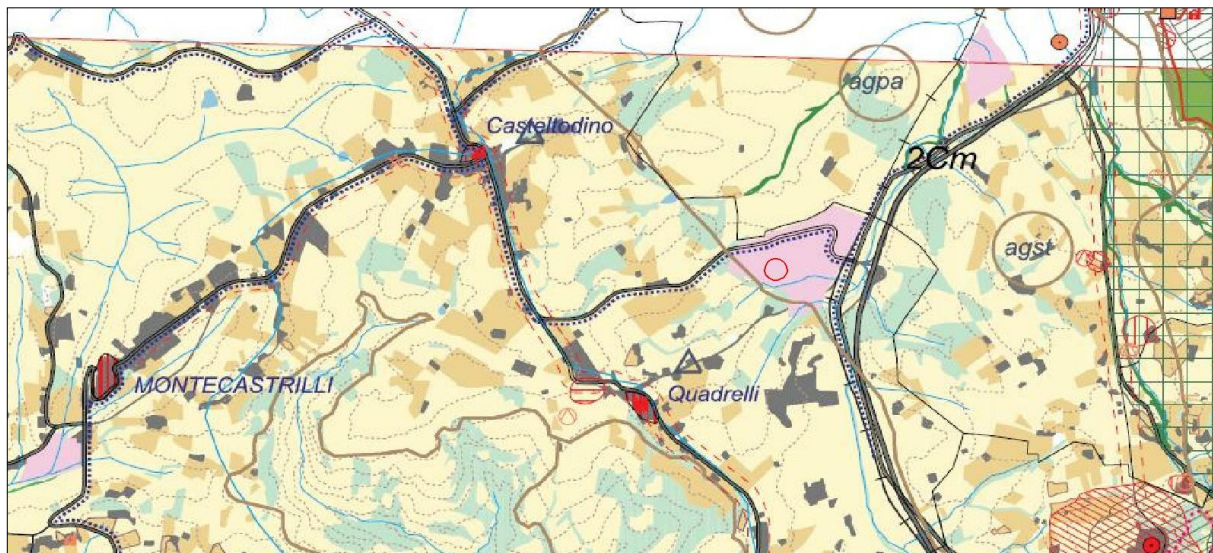 agpa
Casteltodino
2Cm
agst
MONTECASTRILLI
Quadrelli